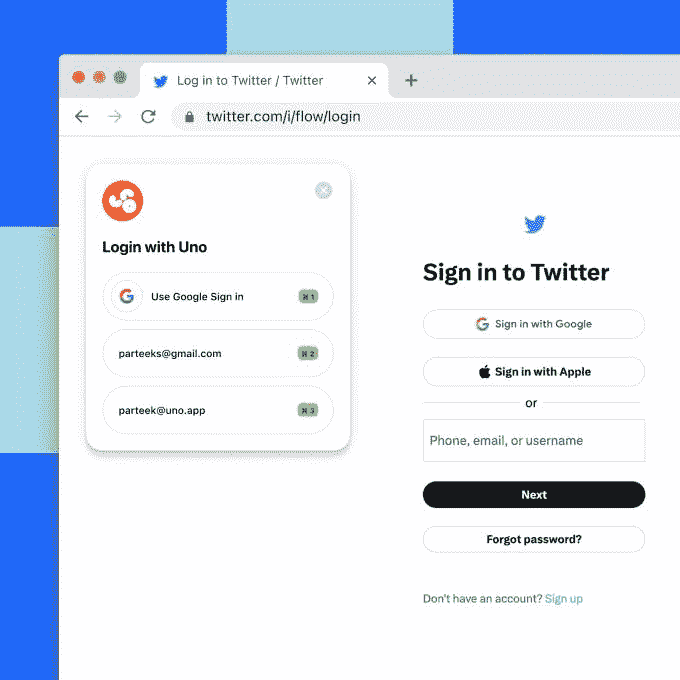 Log in to Twitter / Twitter
twitter.com/i/flow/login
Login with Uno
Use Google Sign in ⌘ 1
parteeks@gmail.com ⌘ 2
parteek@uno.app ⌘ 3
Sign in to Twitter
Sign in with Google
Sign in with Apple
or
Phone, email, or username
Next
Forgot password?
Don't have an account? Sign up